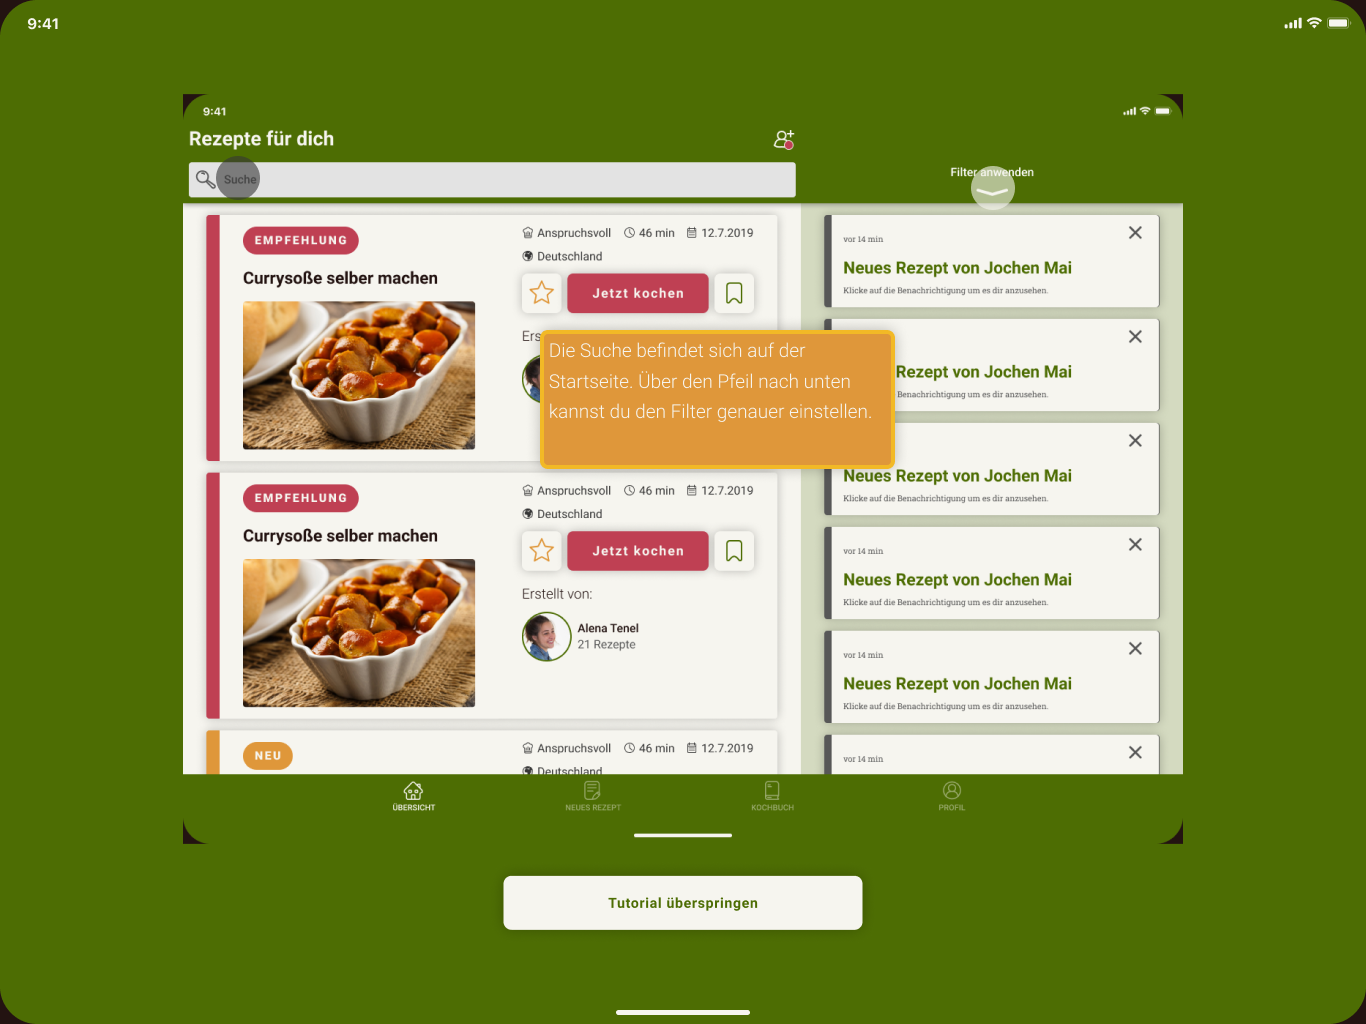 9:41
9:41
Rezepte für dich
Suche
Filter anwenden
EMPFEHLUNG
Currysoße selber machen
Anspruchsvoll 46 min 12.7.2019
Deutschland
Jetzt kochen
Ers
Die Suche befindet sich auf der
Startseite. Über den Pfeil nach unten
kannst du den Filter genauer einstellen.
EMPFEHLUNG
Currysoße selber machen
Anspruchsvoll 46 min 12.7.2019
Deutschland
Jetzt kochen
Erstellt von:
Alena Tenel
21 Rezepte
NEU
Anspruchsvoll 46 min 12.7.2019
Deutschland
vor 14 min
Neues Rezept von Jochen Mai
Klicke auf die Benachrichtigung um es dir anzusehen.
Rezept von Jochen Mai
Benachrichtigung um es dir anzusehen.
Neues Rezept von Jochen Mai
Klicke auf die Benachrichtigung um es dir anzusehen.
vor 14 min
Neues Rezept von Jochen Mai
Klicke auf die Benachrichtigung um es dir anzusehen.
vor 14 min
Neues Rezept von Jochen Mai
Klicke auf die Benachrichtigung um es dir anzusehen.
vor 14 min
ÜBERSICHT
NEUES REZEPT
KOCHBUCH
PROFIL
Tutorial überspringen